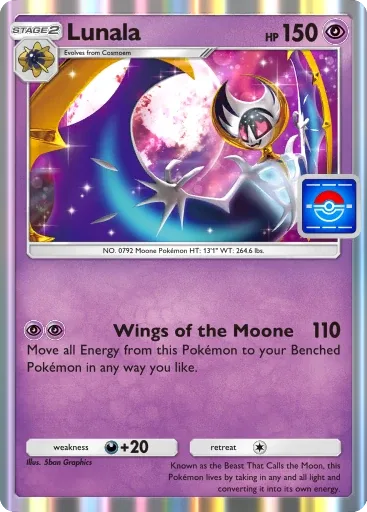 STAGE2
Lunala
HP 150
Evolves from Cosmoem
NO. 0792 Moone Pokémon HT: 13'1" WT: 264.6 lbs.
Wings of the Moone 110
Move all Energy from this Pokémon to your Benched
Pokémon in any way you like.
weakness +20
retreat
Illus. 5ban Graphics
Known as the Beast That Calls the Moon, this
Pokémon lives by taking in any and all light and
converting it into its own energy.